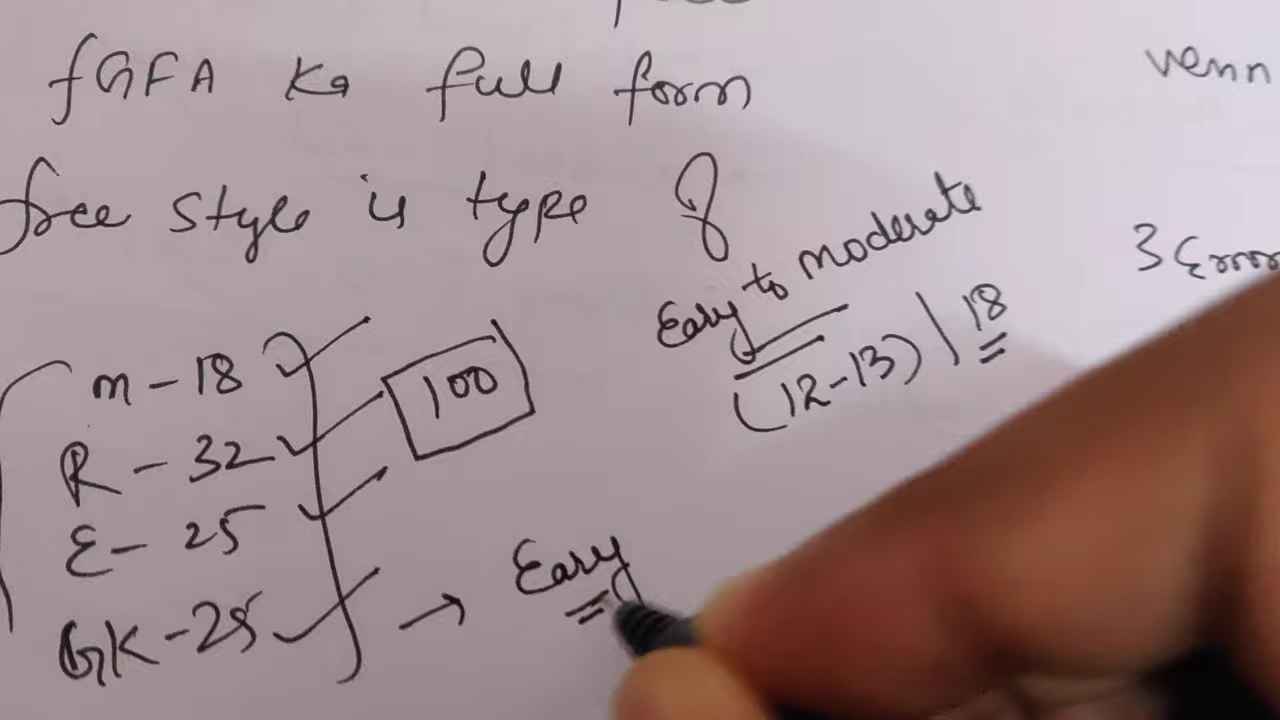 fGFA Ka full form
venn
free style is type of
Easy to moderate
3 Error
(12-13) | 18
m - 18
100
R - 32
E - 25
Easy
GK - 25